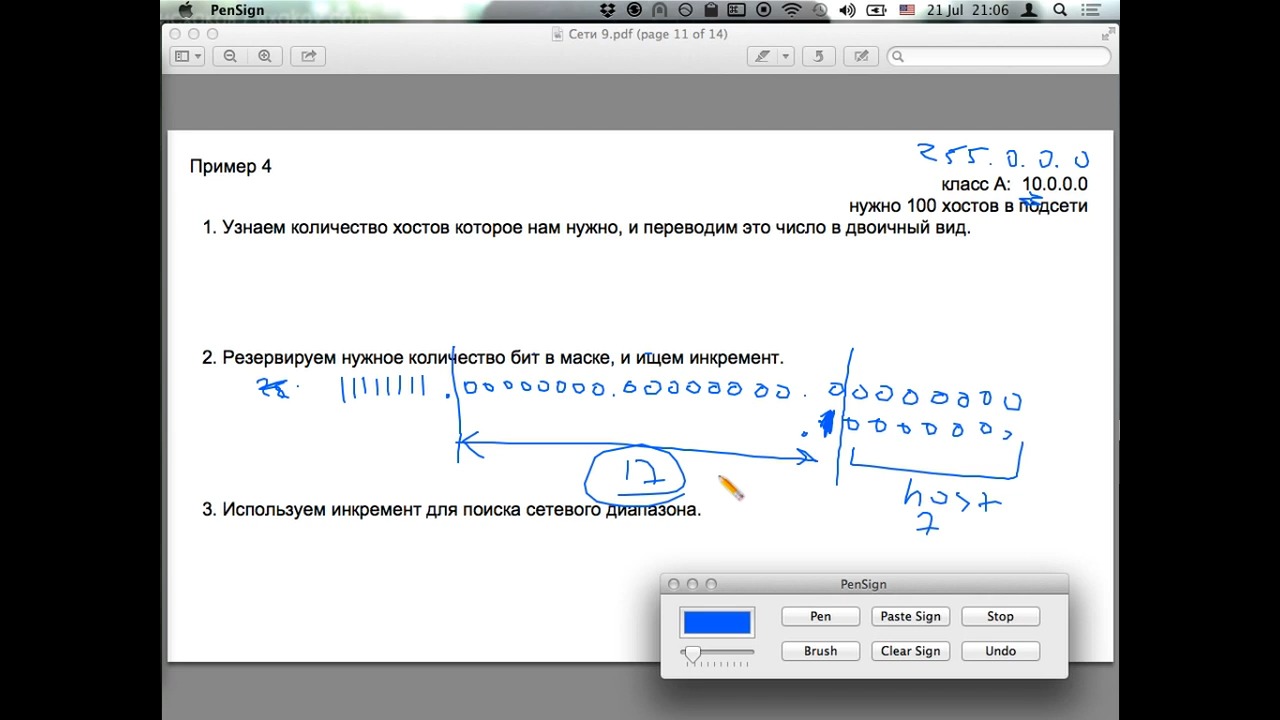 PenSign
21 Jul 21:06
Сети 9.pdf (page 11 of 14)
255.0.0.0
Пример 4
класс А: 10.0.0.0
нужно 100 хостов в подсети
1. Узнаем количество хостов которое нам нужно, и переводим это число в двоичный вид.
2. Резервируем нужное количество бит в маске, и ищем инкремент.
11111111.00000000.00000000.00000000
.10000000
17
host
7
3. Используем инкремент для поиска сетевого диапазона.
PenSign
Pen Paste Sign Stop
Brush Clear Sign Undo